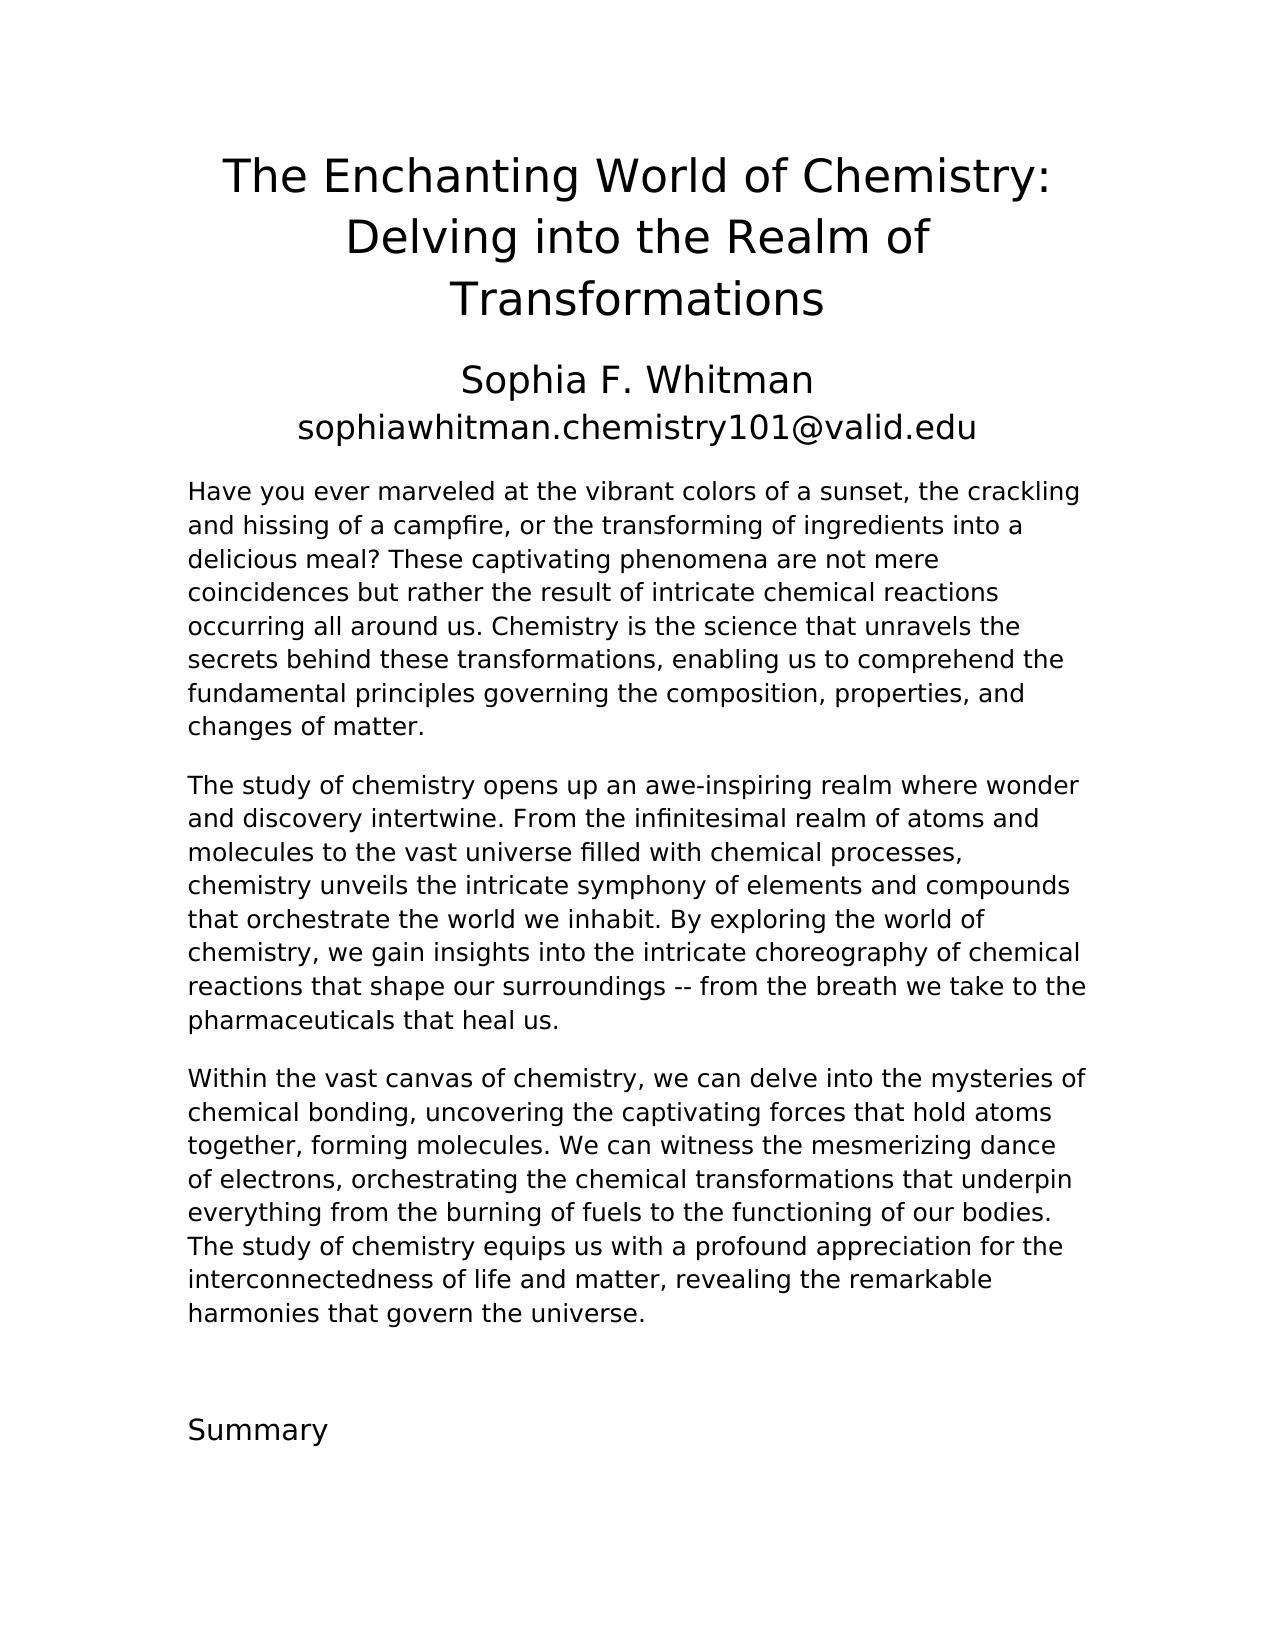 The Enchanting World of Chemistry:
Delving into the Realm of
Transformations
Sophia F. Whitman
sophiawhitman.chemistry101@valid.edu
Have you ever marveled at the vibrant colors of a sunset, the crackling
and hissing of a campfire, or the transforming of ingredients into a
delicious meal? These captivating phenomena are not mere
coincidences but rather the result of intricate chemical reactions
occurring all around us. Chemistry is the science that unravels the
secrets behind these transformations, enabling us to comprehend the
fundamental principles governing the composition, properties, and
changes of matter.
The study of chemistry opens up an awe-inspiring realm where wonder
and discovery intertwine. From the infinitesimal realm of atoms and
molecules to the vast universe filled with chemical processes,
chemistry unveils the intricate symphony of elements and compounds
that orchestrate the world we inhabit. By exploring the world of
chemistry, we gain insights into the intricate choreography of chemical
reactions that shape our surroundings -- from the breath we take to the
pharmaceuticals that heal us.
Within the vast canvas of chemistry, we can delve into the mysteries of
chemical bonding, uncovering the captivating forces that hold atoms
together, forming molecules. We can witness the mesmerizing dance
of electrons, orchestrating the chemical transformations that underpin
everything from the burning of fuels to the functioning of our bodies.
The study of chemistry equips us with a profound appreciation for the
interconnectedness of life and matter, revealing the remarkable
harmonies that govern the universe.
Summary